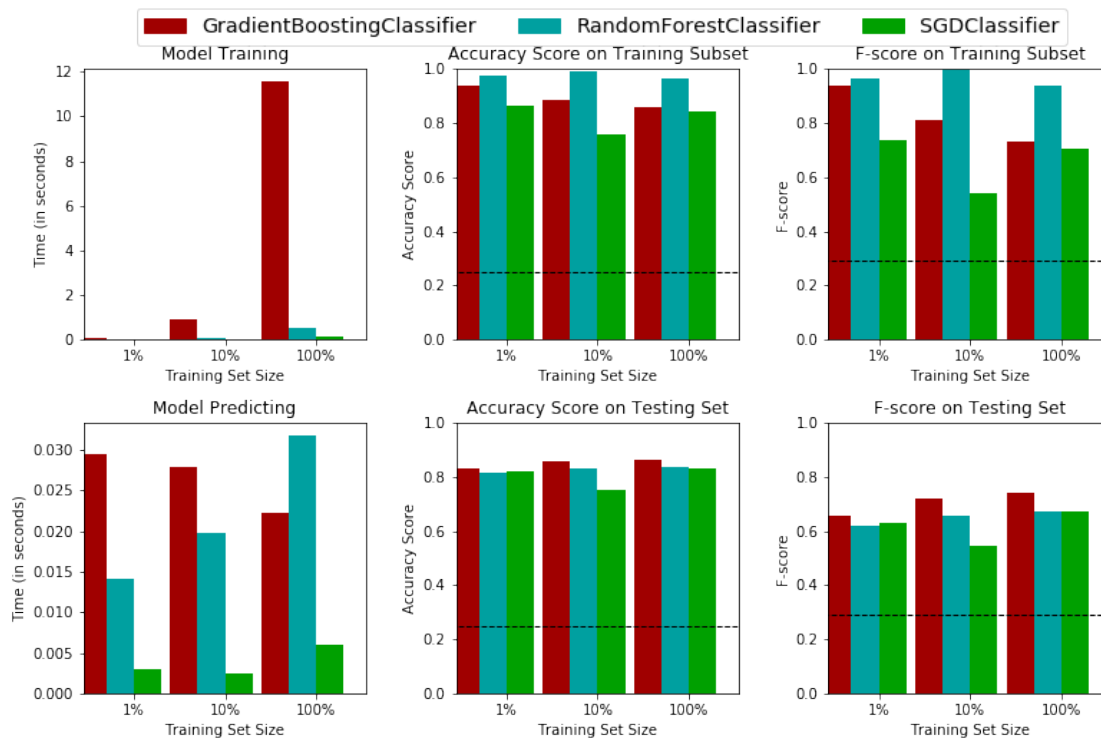 GradientBoostingClassifier RandomForestClassifier SGDClassifier
Model Training
Time (in seconds)
12
10
8
6
4
2
0
1% 10% 100%
Training Set Size
Accuracy Score on Training Subset
Accuracy Score
1.0
0.8
0.6
0.4
0.2
0.0
1% 10% 100%
Training Set Size
F-score on Training Subset
F-score
1.0
0.8
0.6
0.4
0.2
0.0
1% 10% 100%
Training Set Size
Model Predicting
Time (in seconds)
0.030
0.025
0.020
0.015
0.010
0.005
0.000
1% 10% 100%
Training Set Size
Accuracy Score on Testing Set
Accuracy Score
1.0
0.8
0.6
0.4
0.2
0.0
1% 10% 100%
Training Set Size
F-score on Testing Set
F-score
1.0
0.8
0.6
0.4
0.2
0.0
1% 10% 100%
Training Set Size